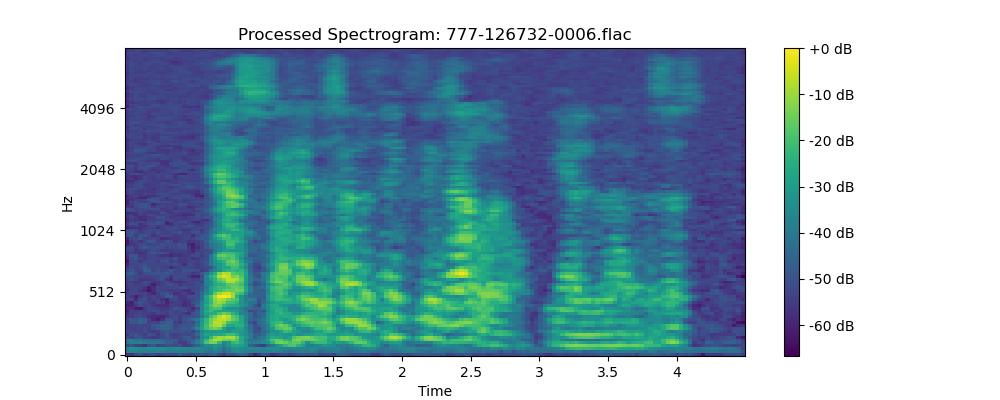 Processed Spectrogram: 777-126732-0006.flac
+0 dB
4096
-10 dB
-20 dB
2048
-30 dB
Hz
1024
-40 dB
-50 dB
512
-60 dB
0
0 0.5 1 1.5 2 2.5 3 3.5 4
Time